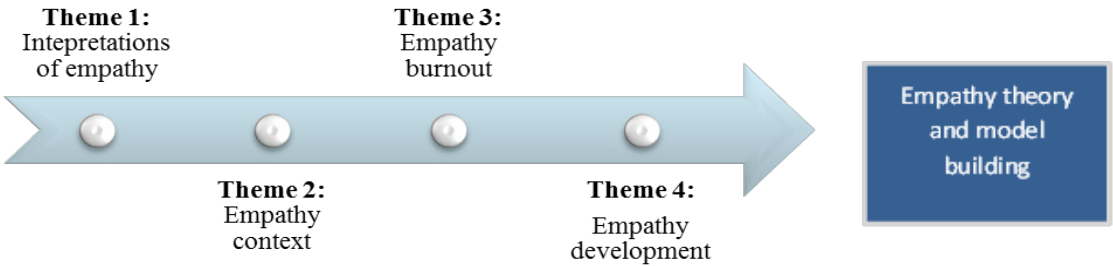 Theme 1:
Intepretations
of empathy
Theme 2:
Empathy
context
Theme 3:
Empathy
burnout
Theme 4:
Empathy
development
Empathy theory
and model
building